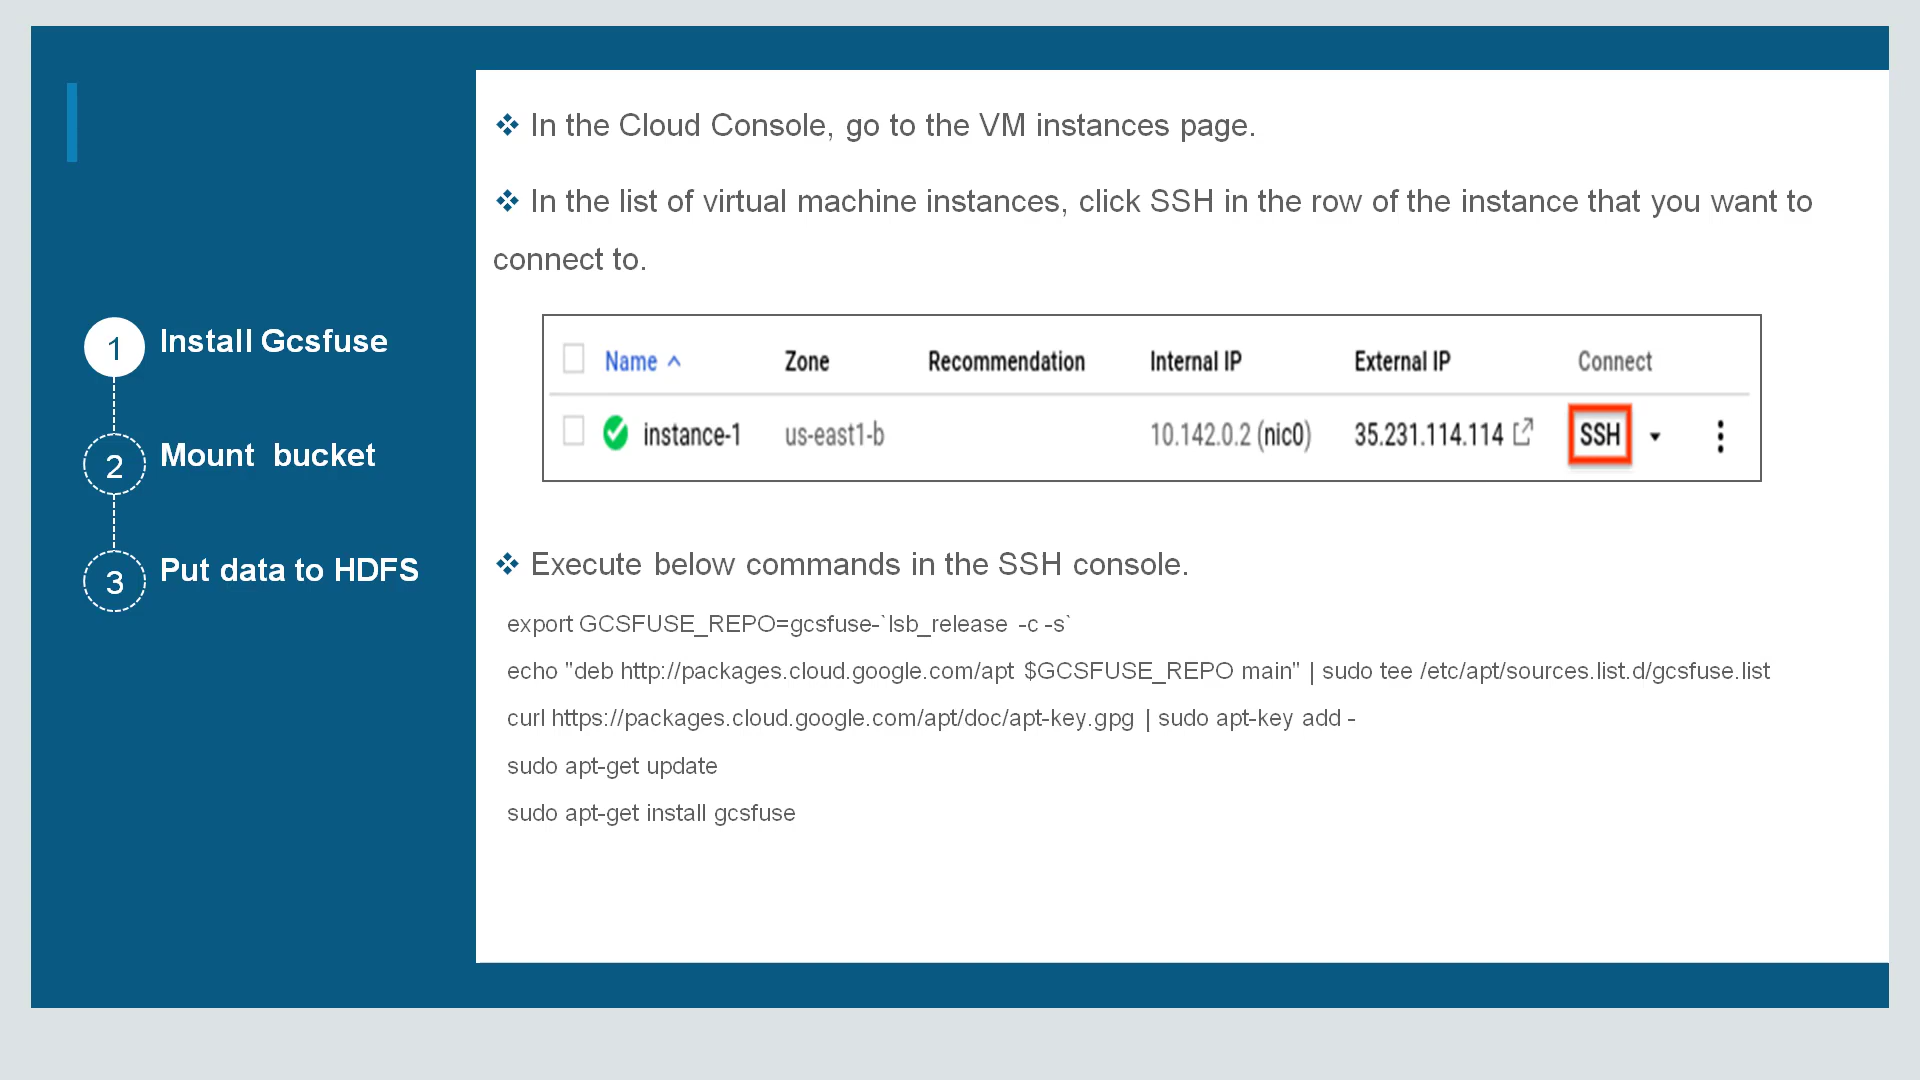 1 Install Gcsfuse
2 Mount bucket
3 Put data to HDFS
❖ In the Cloud Console, go to the VM instances page.
❖ In the list of virtual machine instances, click SSH in the row of the instance that you want to
connect to.
Name Zone Recommendation Internal IP External IP Connect
instance-1 us-east1-b 10.142.0.2 (nic0) 35.231.114.114 SSH
❖ Execute below commands in the SSH console.
export GCSFUSE_REPO=gcsfuse-`lsb_release -c -s`
echo "deb http://packages.cloud.google.com/apt $GCSFUSE_REPO main" | sudo tee /etc/apt/sources.list.d/gcsfuse.list
curl https://packages.cloud.google.com/apt/doc/apt-key.gpg | sudo apt-key add -
sudo apt-get update
sudo apt-get install gcsfuse